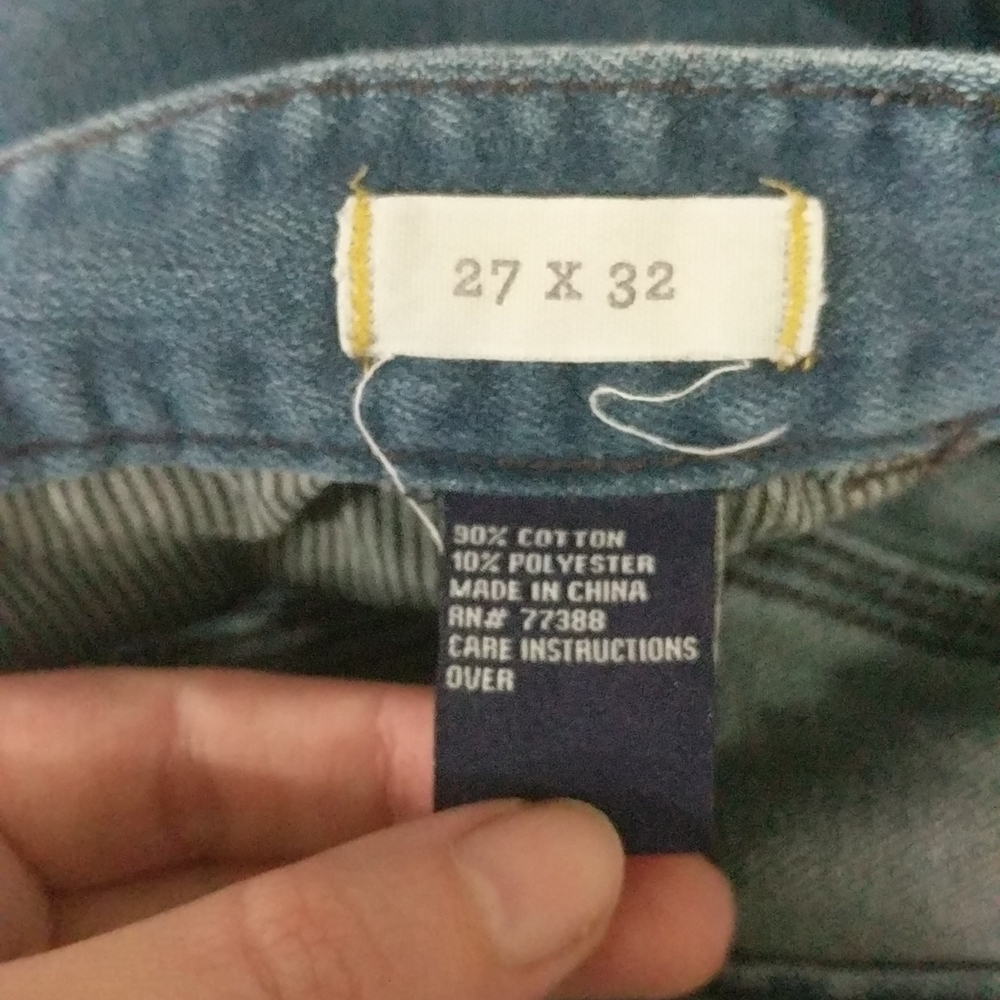 27 X 32
90% COTTON
10% POLYESTER
MADE IN CHINA
RN# 77388
CARE INSTRUCTIONS
OVER